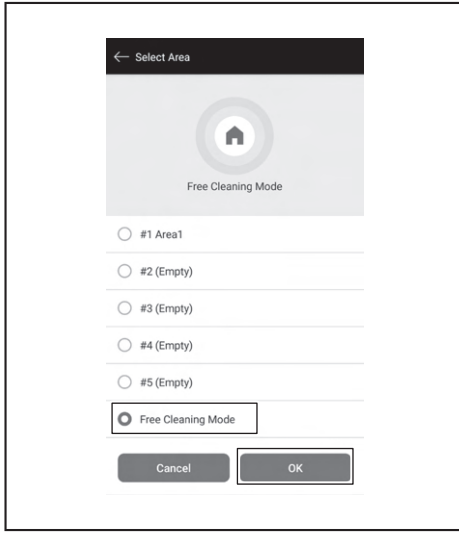 Select Area
Free Cleaning Mode
#1 Area1
#2 (Empty)
#3 (Empty)
#4 (Empty)
#5 (Empty)
Free Cleaning Mode
Cancel
OK